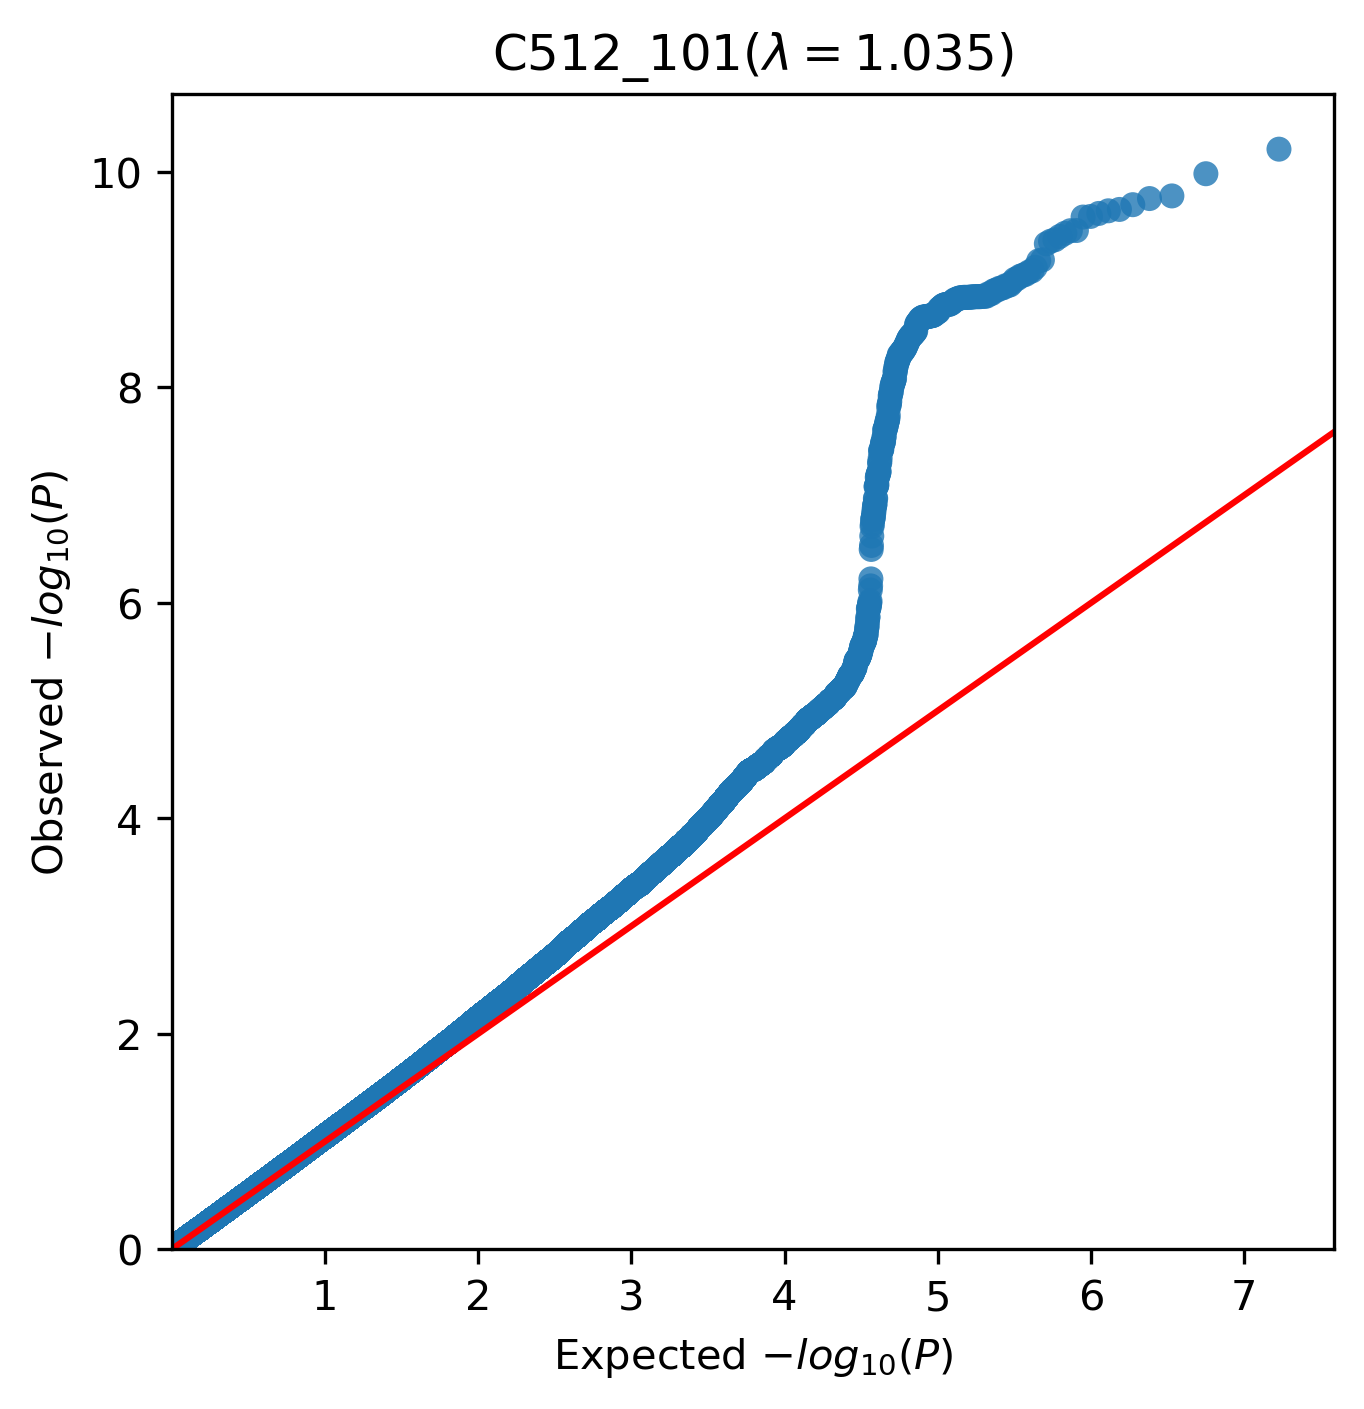 C512_101(λ = 1.035)
Observed −log₁₀(P)
10
8
6
4
2
0
1 2 3 4 5 6 7
Expected −log₁₀(P)